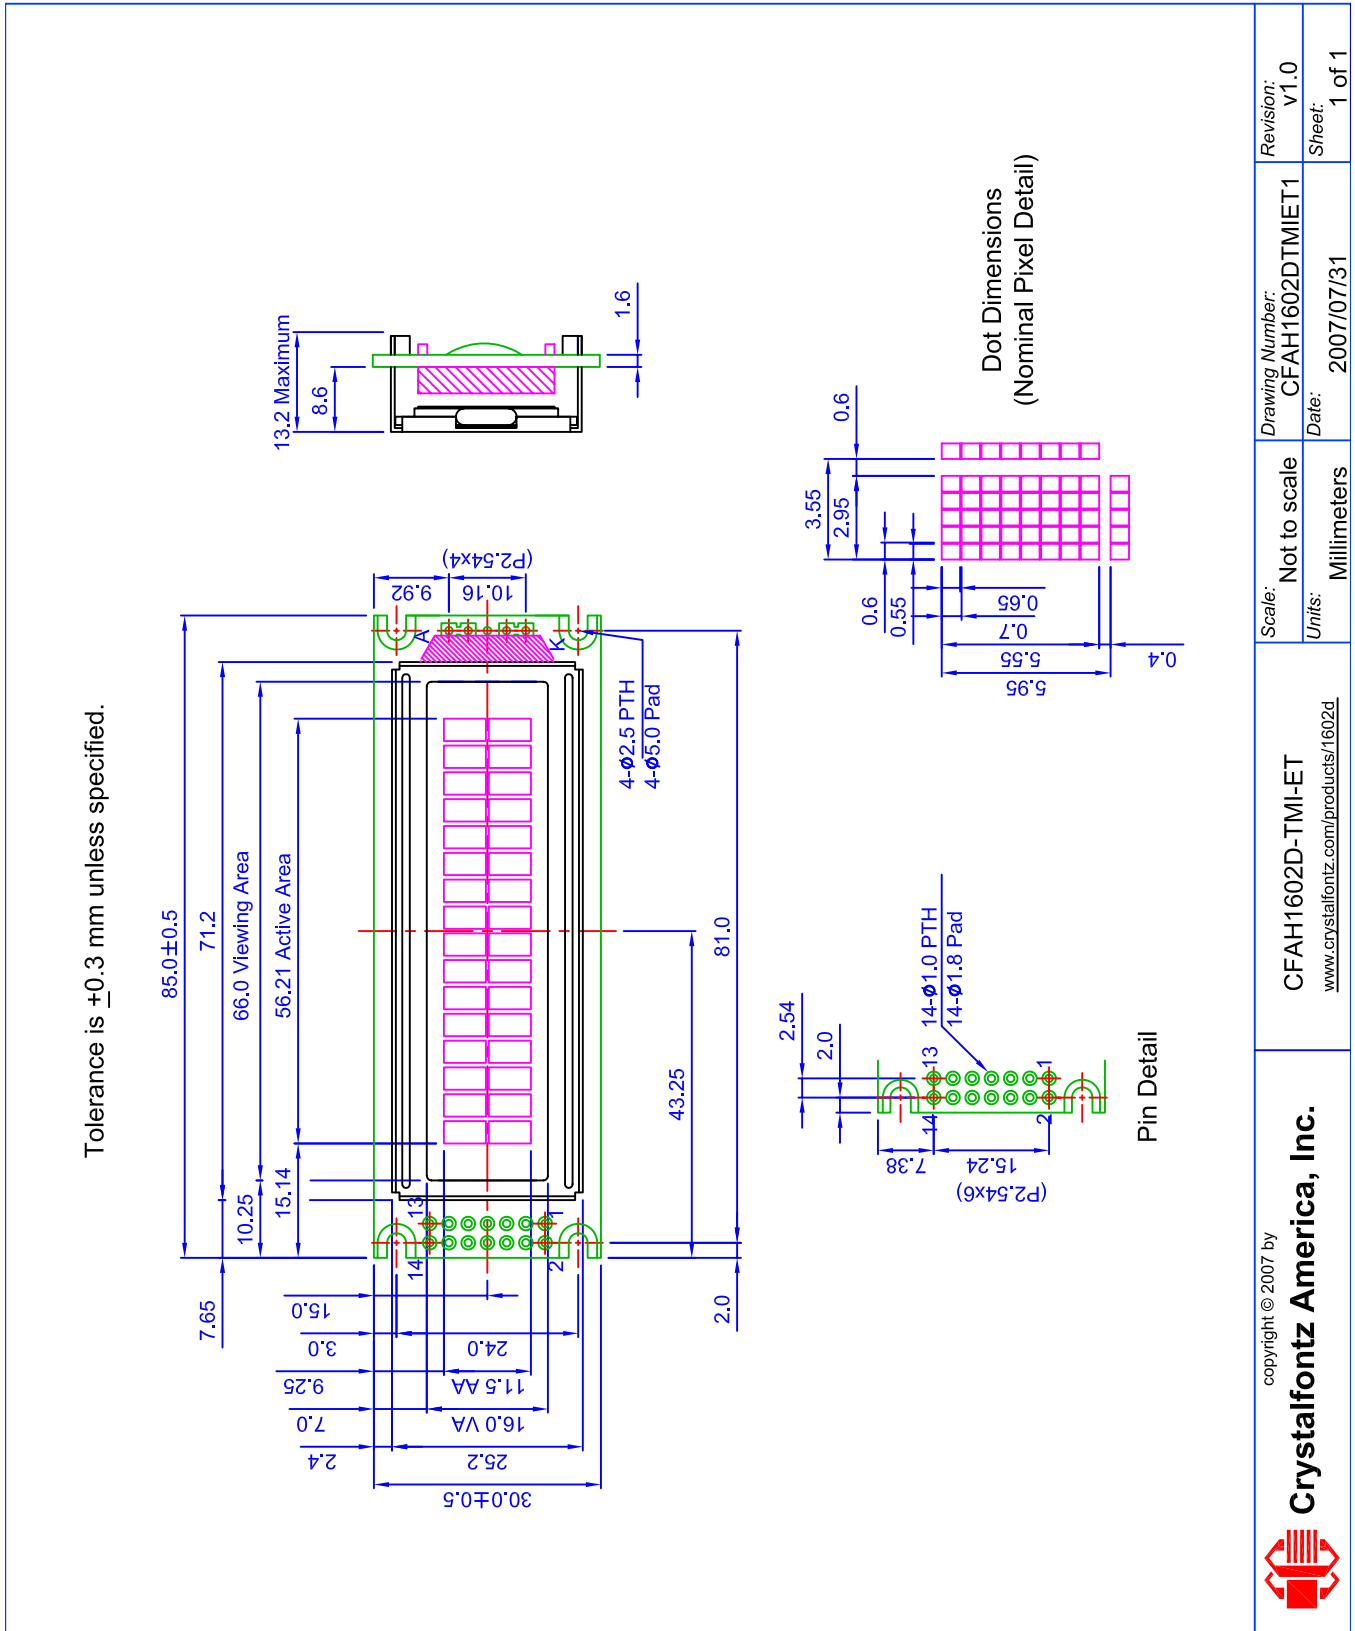 Tolerance is ±0.3 mm unless specified.
85.0±0.5
71.2
66.0 Viewing Area
56.21 Active Area
7.65
10.25
15.14
13.2 Maximum
8.6
1.6
9.92
10.16
(P2.54x4)
A
K
13
14
1
2
15.0
3.0
24.0
9.25
11.5 AA
7.0
16.0 VA
2.4
25.2
30.0±0.5
4-ø2.5 PTH
4-ø5.0 Pad
43.25
81.0
2.0
2.54
2.0
14-ø1.0 PTH
14-ø1.8 Pad
13
14
1
2
7.38
15.24
(P2.54x6)
Pin Detail
3.55
2.95
0.6
0.6
0.55
0.65
0.7
5.55
5.95
0.4
Dot Dimensions
(Nominal Pixel Detail)
copyright © 2007 by
Crystalfontz America, Inc.
CFAH1602D-TMI-ET
www.crystalfontz.com/products/1602d
Scale:
Not to scale
Units:
Millimeters
Drawing Number:
CFAH1602DTMIET1
Date:
2007/07/31
Revision:
v1.0
Sheet:
1 of 1